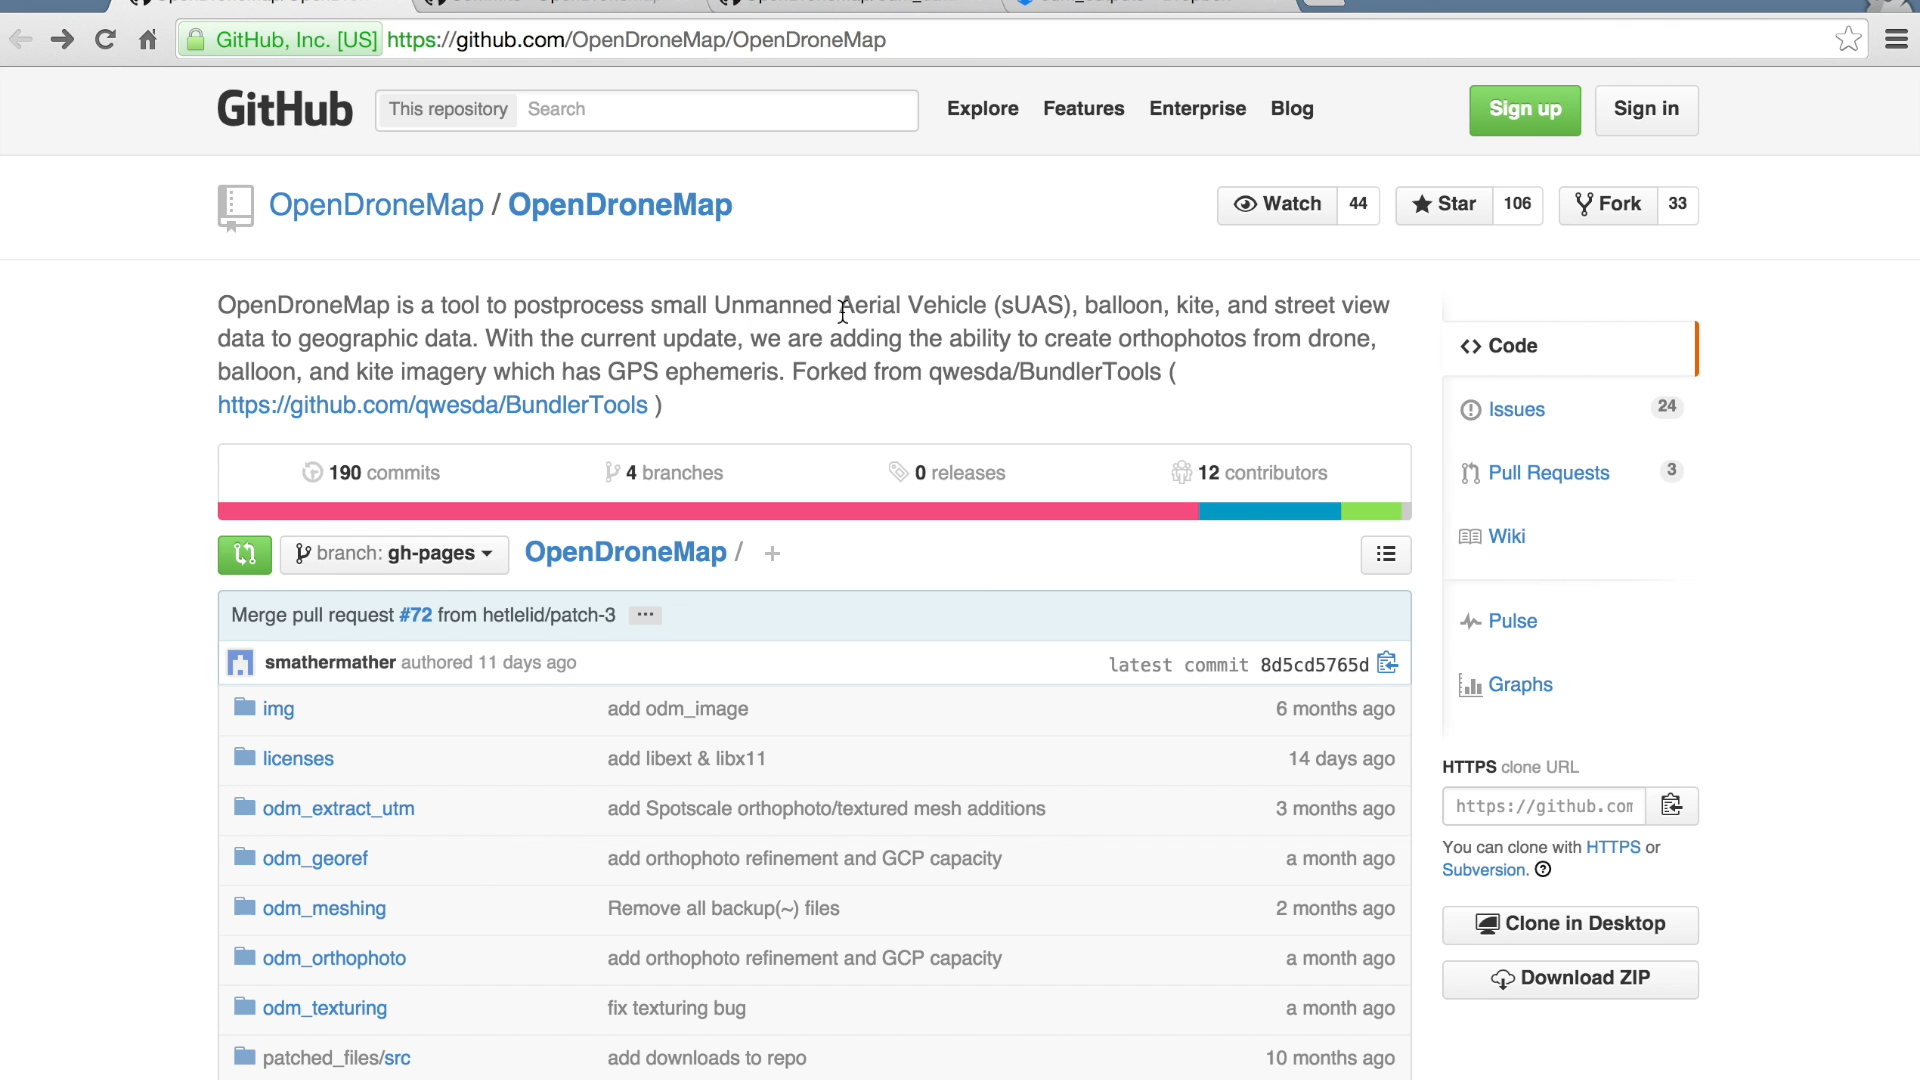 GitHub, Inc. [US] https://github.com/OpenDroneMap/OpenDroneMap
GitHub This repository Search Explore Features Enterprise Blog Sign up Sign in
OpenDroneMap / OpenDroneMap Watch 44 Star 106 Fork 33
OpenDroneMap is a tool to postprocess small Unmanned Aerial Vehicle (sUAS), balloon, kite, and street view
data to geographic data. With the current update, we are adding the ability to create orthophotos from drone,
balloon, and kite imagery which has GPS ephemeris. Forked from qwesda/BundlerTools (
https://github.com/qwesda/BundlerTools )
190 commits 4 branches 0 releases 12 contributors
branch: gh-pages OpenDroneMap / +
Merge pull request #72 from hetlelid/patch-3 ...
smathermather authored 11 days ago latest commit 8d5cd5765d
img add odm_image 6 months ago
licenses add libext & libx11 14 days ago
odm_extract_utm add Spotscale orthophoto/textured mesh additions 3 months ago
odm_georef add orthophoto refinement and GCP capacity a month ago
odm_meshing Remove all backup(~) files 2 months ago
odm_orthophoto add orthophoto refinement and GCP capacity a month ago
odm_texturing fix texturing bug a month ago
patched_files/src add downloads to repo 10 months ago
Code
Issues 24
Pull Requests 3
Wiki
Pulse
Graphs
HTTPS clone URL
https://github.com
You can clone with HTTPS or
Subversion.
Clone in Desktop
Download ZIP